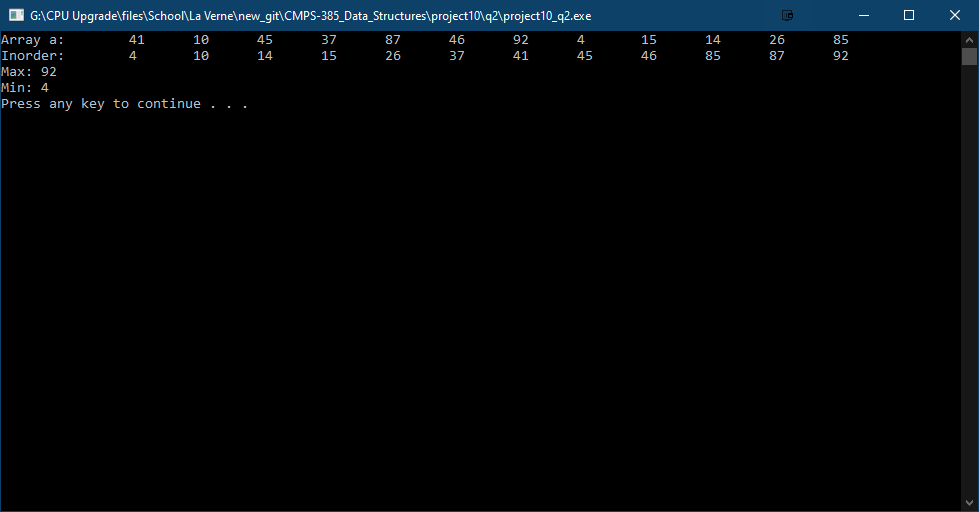 G:\CPU Upgrade\files\School\La Verne\new_git\CMPS-385_Data_Structures\project10\q2\project10_q2.exe
Array a:        41      10      45      37      87      46      92      4       15      14      26      85
Inorder:        4       10      14      15      26      37      41      45      46      85      87      92
Max: 92
Min: 4
Press any key to continue . . .